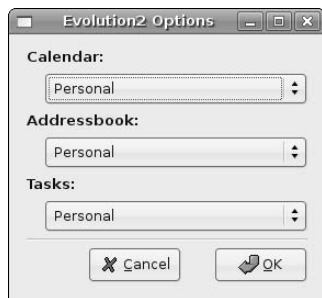 Evolution2 Options
Calendar:
Personal
Addressbook:
Personal
Tasks:
Personal
Cancel OK